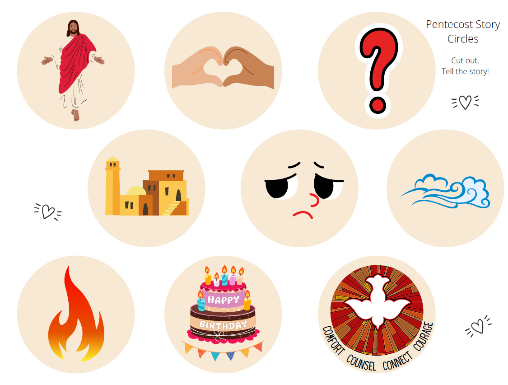 Pentecost Story
Circles
Cut out.
Tell the story!
HAPPY
BIRTHDAY
COMFORT COUNSEL CONNECT COURAGE